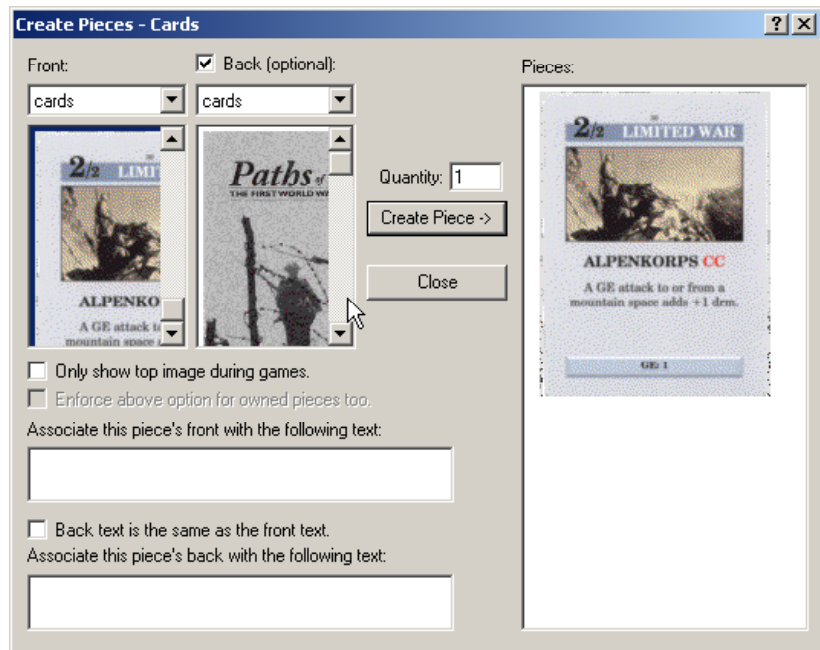 Create Pieces - Cards
Front:
Back (optional):
Pieces:
cards
cards
2/2 LIMI
ALPENKO
A GE attack t
mountain space
Paths of
THE FIRST WORLD WA
Quantity: 1
Create Piece ->
Close
2/2 LIMITED WAR
ALPENKORPS CC
A GE attack to or from a
mountain space adds +1 drm.
GE: 1
Only show top image during games.
Enforce above option for owned pieces too.
Associate this piece's front with the following text:
Back text is the same as the front text.
Associate this piece's back with the following text: